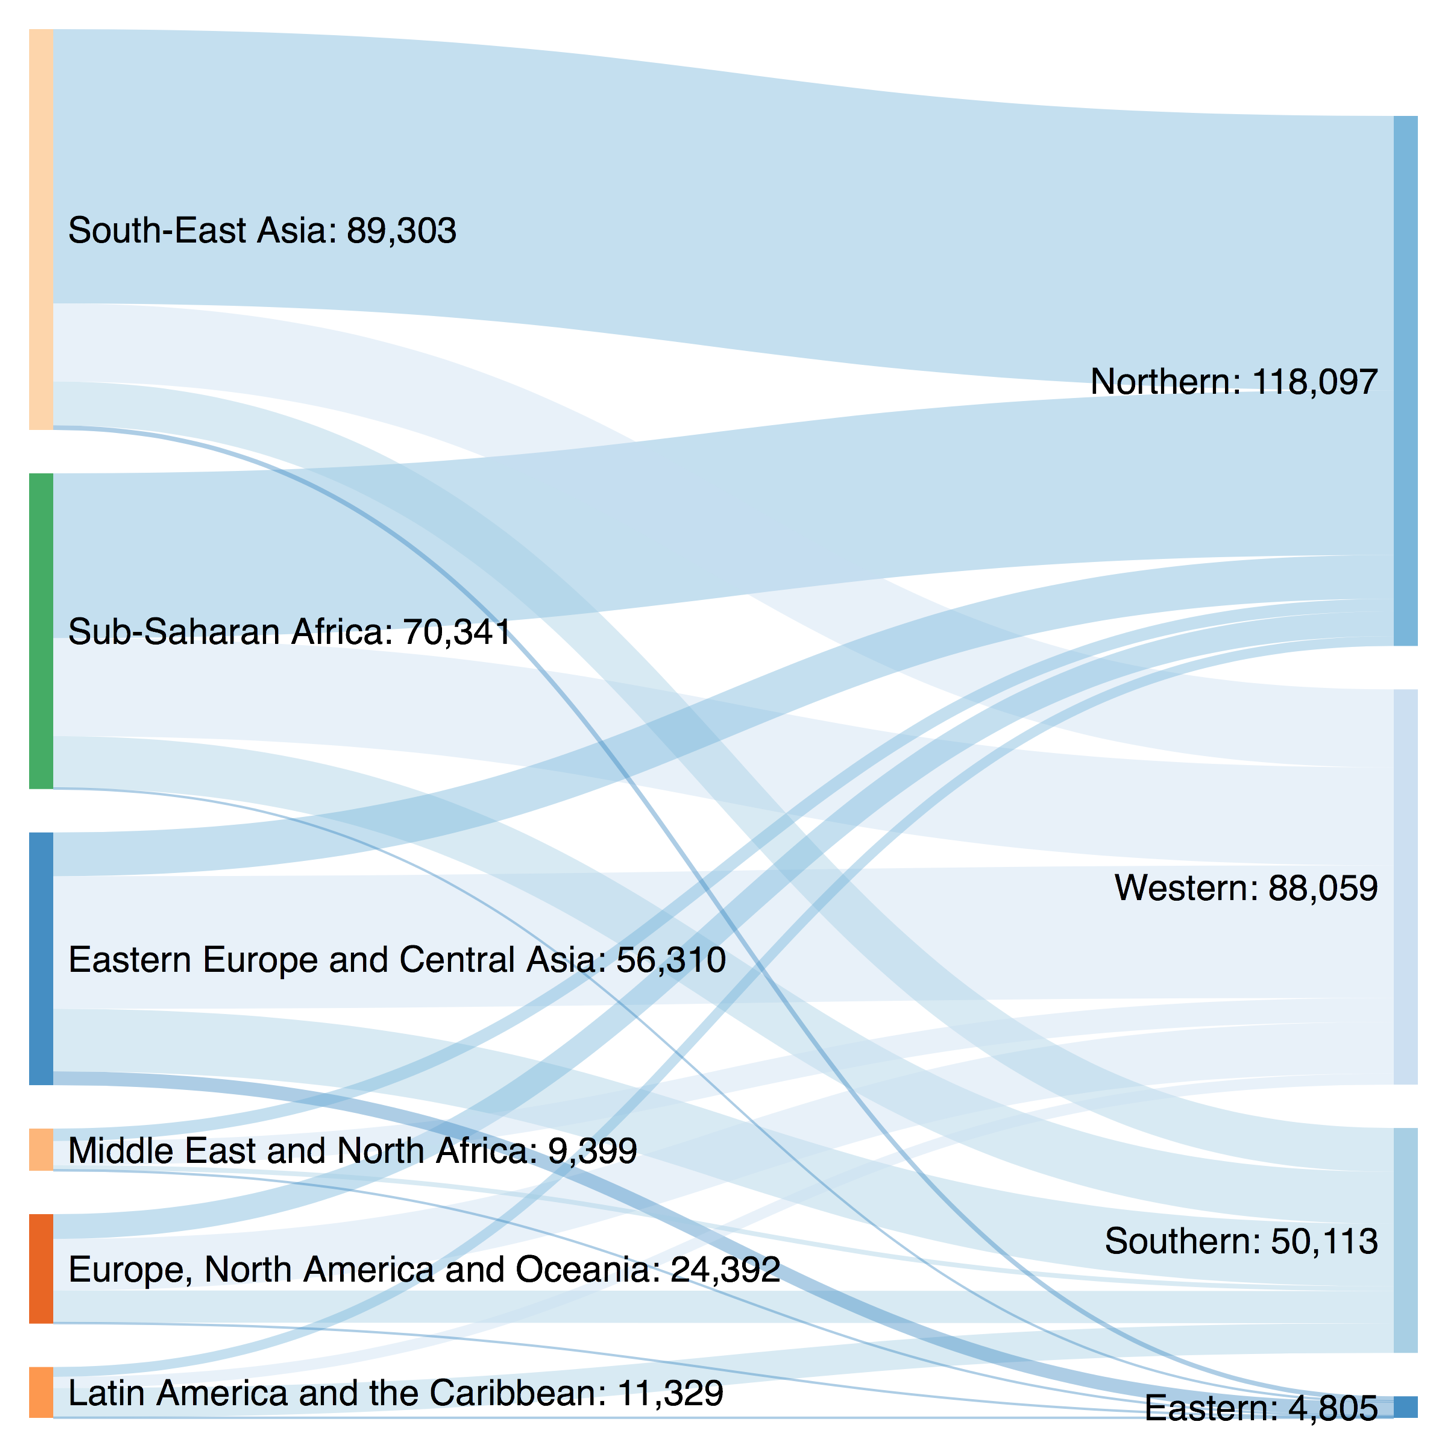 South-East Asia: 89,303
Northern: 118,097
Sub-Saharan Africa: 70,341
Western: 88,059
Eastern Europe and Central Asia: 56,310
Middle East and North Africa: 9,399
Southern: 50,113
Europe, North America and Oceania: 24,392
Latin America and the Caribbean: 11,329
Eastern: 4,805